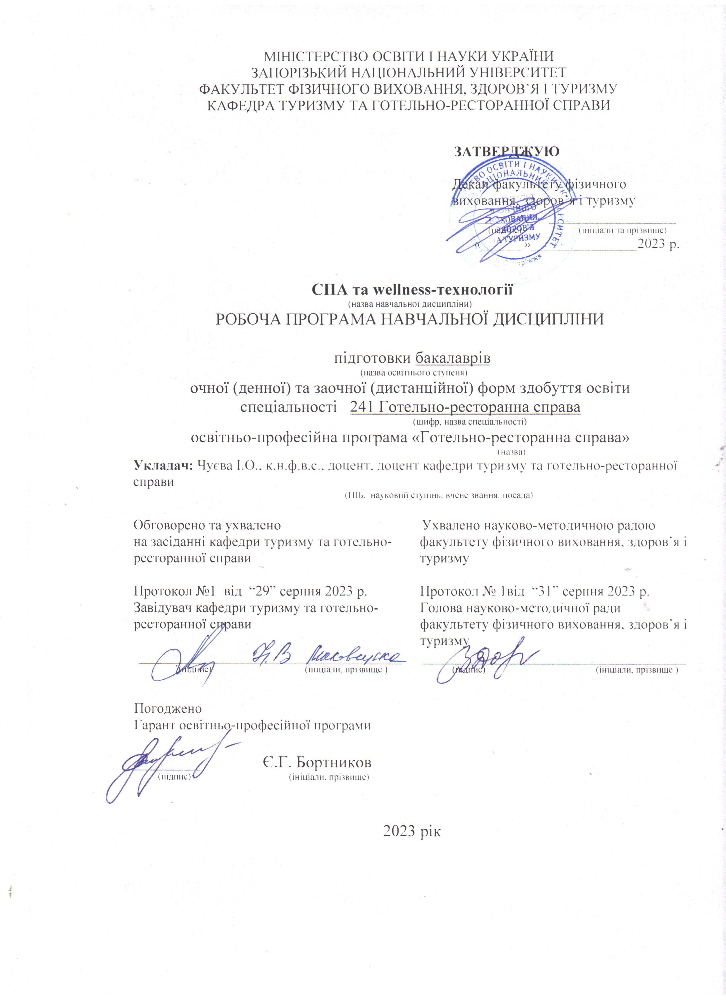 МІНІСТЕРСТВО ОСВІТИ І НАУКИ УКРАЇНИ
ЗАПОРІЗЬКИЙ НАЦІОНАЛЬНИЙ УНІВЕРСИТЕТ
ФАКУЛЬТЕТ ФІЗИЧНОГО ВИХОВАННЯ, ЗДОРОВ’Я І ТУРИЗМУ
КАФЕДРА ТУРИЗМУ ТА ГОТЕЛЬНО-РЕСТОРАННОЇ СПРАВИ
ЗАТВЕРДЖУЮ
Декан факультету фізичного
виховання, здоров`я і туризму
(підпис) (ініціали та прізвище)
«______»________________2023 р.
ОСВІТИ І НАУКИ
НАЦІОНАЛЬНИЙ
ТА ТУРИЗМУ
СПА та wellness-технології
(назва навчальної дисципліни)
РОБОЧА ПРОГРАМА НАВЧАЛЬНОЇ ДИСЦИПЛІНИ
підготовки бакалаврів
(назва освітнього ступеня)
очної (денної) та заочної (дистанційної) форм здобуття освіти
спеціальності 241 Готельно-ресторанна справа
(шифр, назва спеціальності)
освітньо-професійна програма «Готельно-ресторанна справа»
(назва)
Укладач: Чуєва І.О., к.н.ф.в.с., доцент, доцент кафедри туризму та готельно-ресторанної
справи
(ПІБ, науковий ступінь, вчене звання, посада)
Обговорено та ухвалено
на засіданні кафедри туризму та готельно-
ресторанної справи
Протокол №1 від “29” серпня 2023 р.
Завідувач кафедри туризму та готельно-
ресторанної справи
(підпис) (ініціали, прізвище )
Ухвалено науково-методичною радою
факультету фізичного виховання, здоров`я і
туризму
Протокол № 1від “31” серпня 2023 р.
Голова науково-методичної ради
факультету фізичного виховання, здоров`я і
туризму
(підпис) (ініціали, прізвище )
Погоджено
Гарант освітньо-професійної програми
Є.Г. Бортников
(підпис) (ініціали, прізвище)
2023 рік